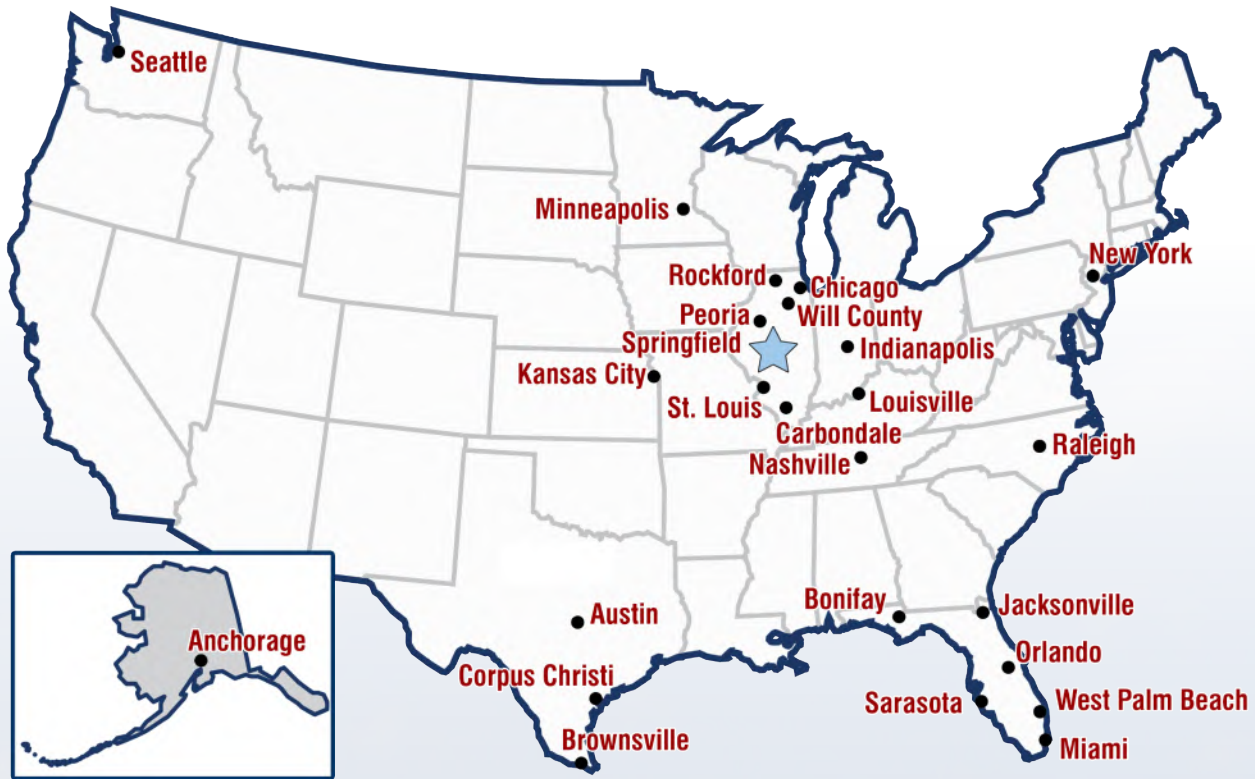 Seattle
Minneapolis
New York
Rockford
Chicago
Will County
Peoria
Springfield
Indianapolis
Kansas City
St. Louis
Louisville
Carbondale
Nashville
Raleigh
Bonifay
Jacksonville
Austin
Anchorage
Orlando
Corpus Christi
Sarasota
West Palm Beach
Brownsville
Miami